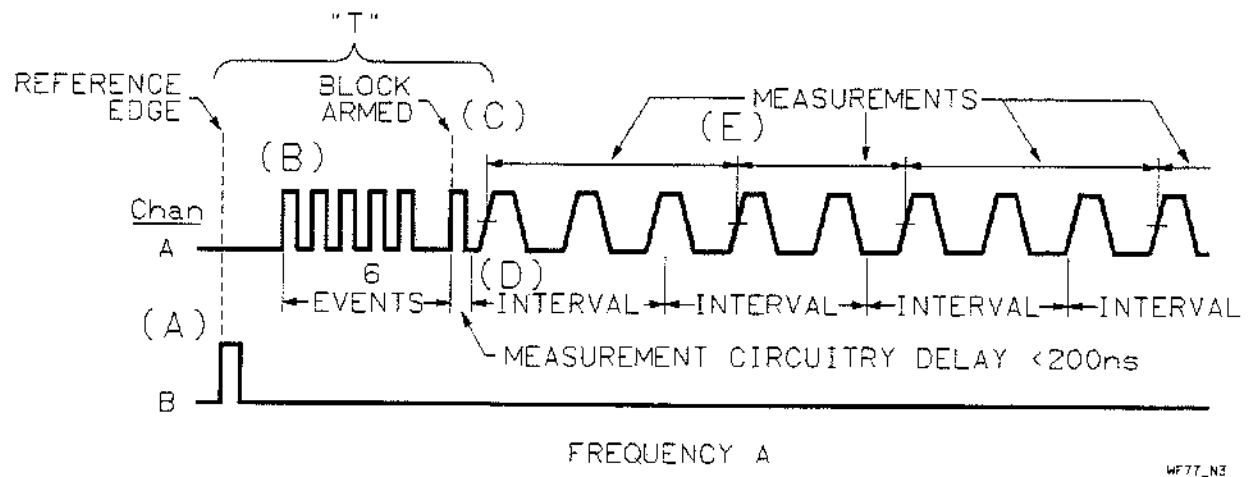 "T"
REFERENCE
EDGE
BLOCK
ARMED
(C)
MEASUREMENTS
(E)
(B)
Chan
A
6
EVENTS
(D)
INTERVAL
INTERVAL
INTERVAL
INTERVAL
(A)
MEASUREMENT CIRCUITRY DELAY <200ns
B
FREQUENCY A
WF77_N3